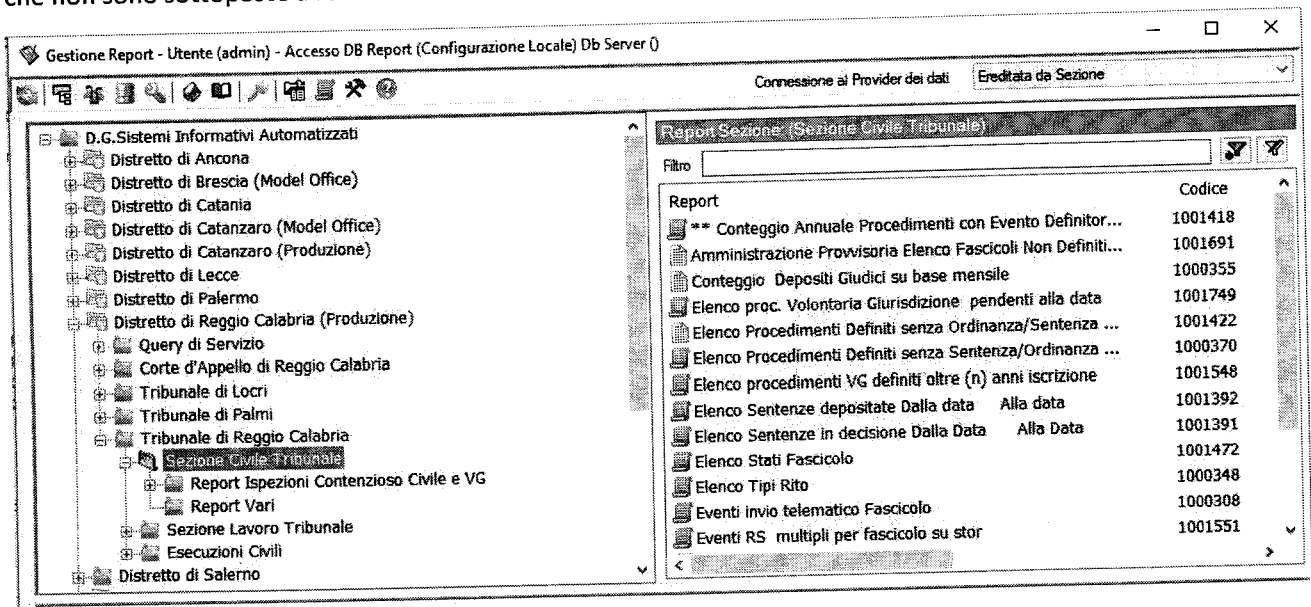 che non sono sottoposte a
Gestione Report - Utente (admin) - Accesso DB Report (Configurazione Locale) Db Server ()
Connessione al Provider dei dati Ereditata da Sezione
D.G.Sistemi Informativi Automatizzati
Distretto di Ancona
Distretto di Brescia (Model Office)
Distretto di Catania
Distretto di Catanzaro (Model Office)
Distretto di Catanzaro (Produzione)
Distretto di Lecce
Distretto di Palermo
Distretto di Reggio Calabria (Produzione)
Query di Servizio
Corte d'Appello di Reggio Calabria
Tribunale di Locri
Tribunale di Palmi
Tribunale di Reggio Calabria
Sezione Civile Tribunale
Report Ispezioni Contenzioso Civile e VG
Report Vari
Sezione Lavoro Tribunale
Esecuzioni Civili
Distretto di Salerno
Report Sezione (Sezione Civile Tribunale)
Filtro
Report Codice
** Conteggio Annuale Procedimenti con Evento Definitor... 1001418
Amministrazione Provvisoria Elenco Fascicoli Non Definiti... 1001691
Conteggio Depositi Giudici su base mensile 1000355
Elenco proc. Volontaria Giurisdizione pendenti alla data 1001749
Elenco Procedimenti Definiti senza Ordinanza/Sentenza ... 1001422
Elenco Procedimenti Definiti senza Sentenza/Ordinanza ... 1000370
Elenco procedimenti VG definiti oltre (n) anni iscrizione 1001548
Elenco Sentenze depositate Dalla data Alla data 1001392
Elenco Sentenze in decisione Dalla Data Alla Data 1001391
Elenco Stati Fascicolo 1001472
Elenco Tipi Rito 1000348
Eventi invio telematico Fascicolo 1000308
Eventi RS multipli per fascicolo su stor 1001551